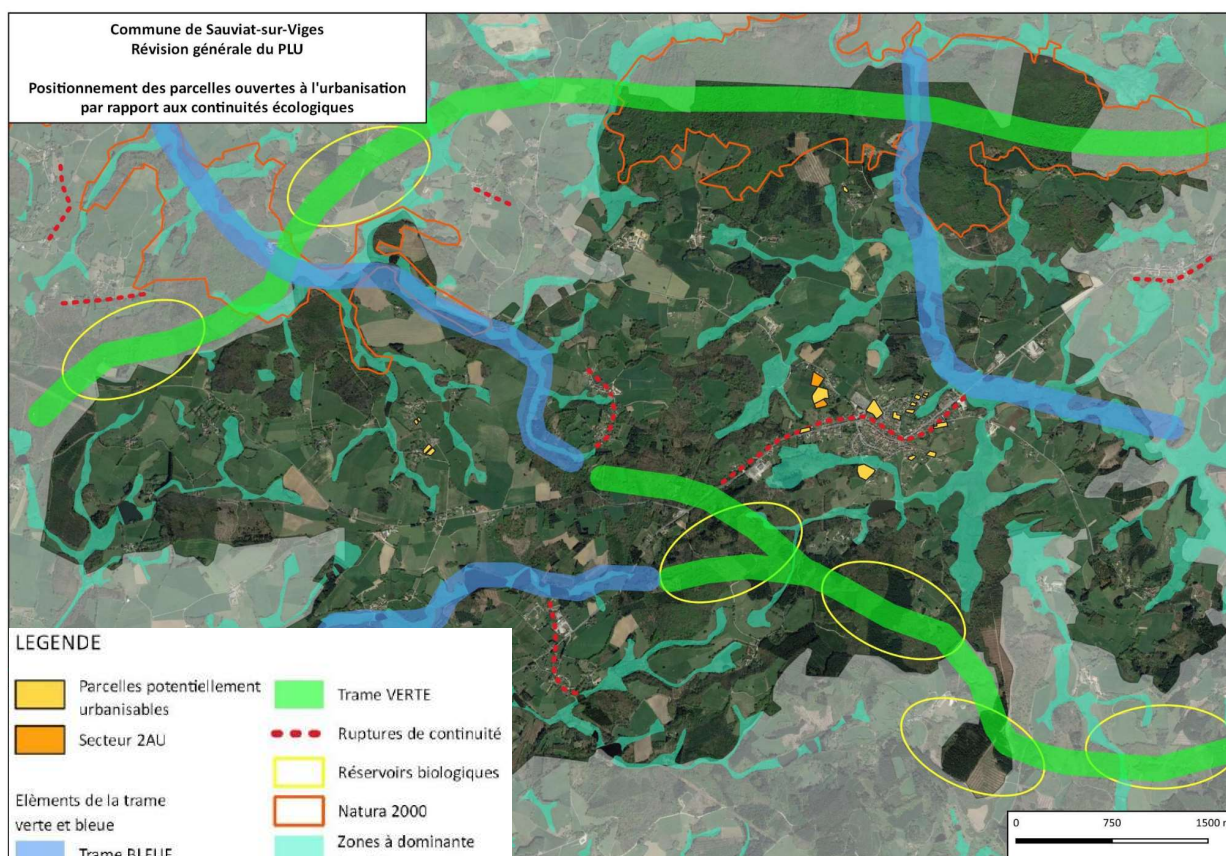 Commune de Sauviat-sur-Viges
Révision générale du PLU
Positionnement des parcelles ouvertes à l'urbanisation
par rapport aux continuités écologiques
LEGENDE
Parcelles potentiellement
urbanisables
Secteur 2AU
Elèments de la trame
verte et bleue
Trame BLEUE
Trame VERTE
Ruptures de continuité
Réservoirs biologiques
Natura 2000
Zones à dominante
0 750 1500 m